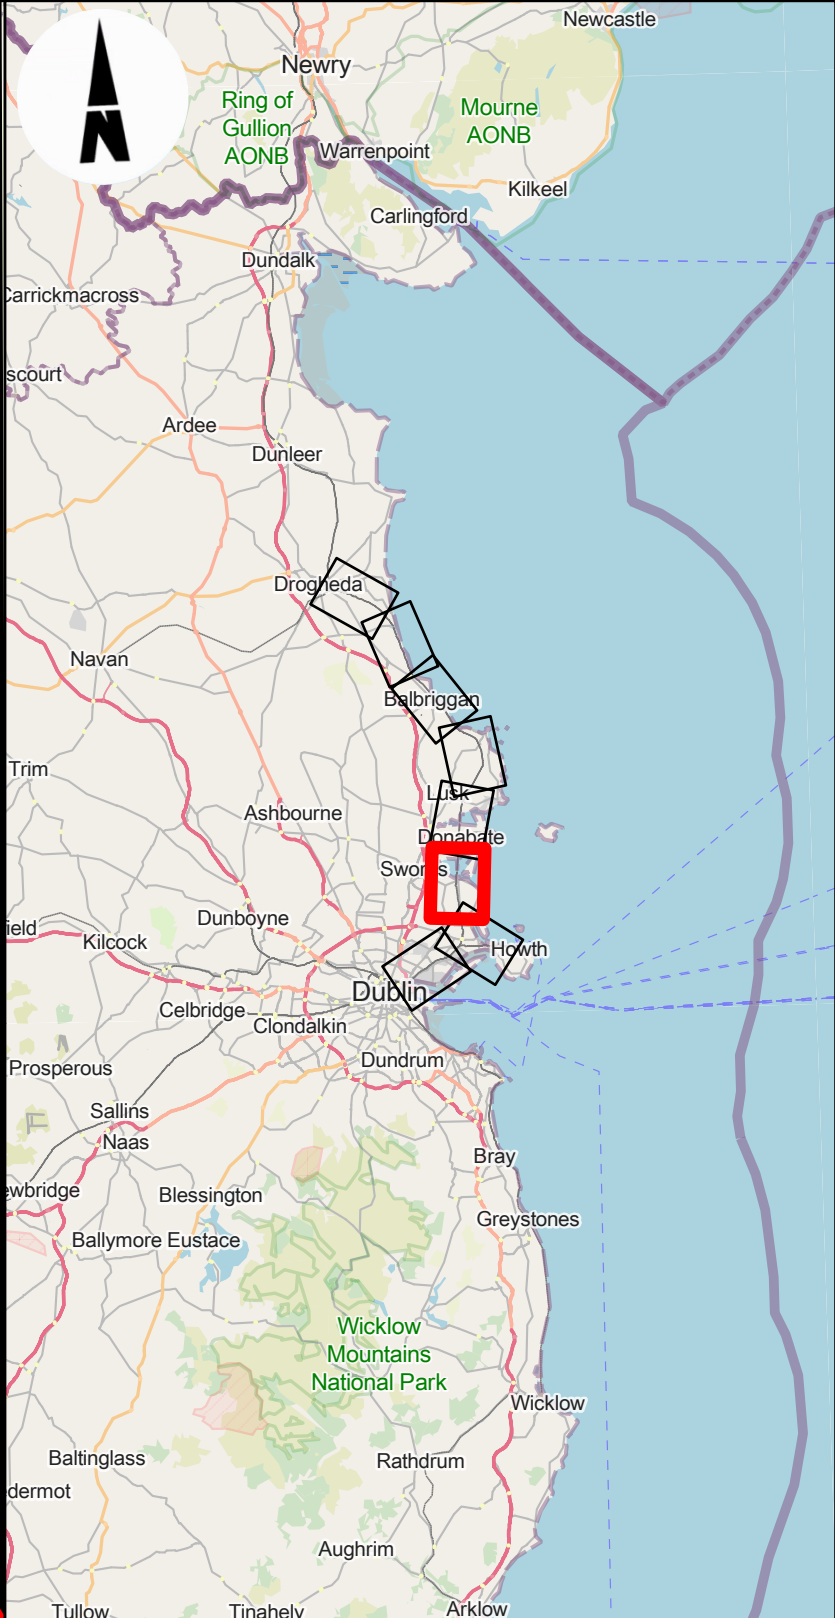 Newcastle
Newry
Ring of
Gullion
AONB
Mourne
AONB
N
Warrenpoint
Kilkeel
Carlingford
Dundalk
Carrickmacross
scourt
Ardee
Dunleer
Drogheda
Navan
Balbriggan
Trim
Lusk
Ashbourne
Donabate
Swords
Dunboyne
ield
Kilcock
Howth
Dublin
Celbridge
Clondalkin
Dundrum
Prosperous
Sallins
Naas
Bray
ewbridge
Blessington
Greystones
Ballymore Eustace
Wicklow
Mountains
National Park
Wicklow
Baltinglass
Rathdrum
dermot
Aughrim
Tullow
Tinahely
Arklow